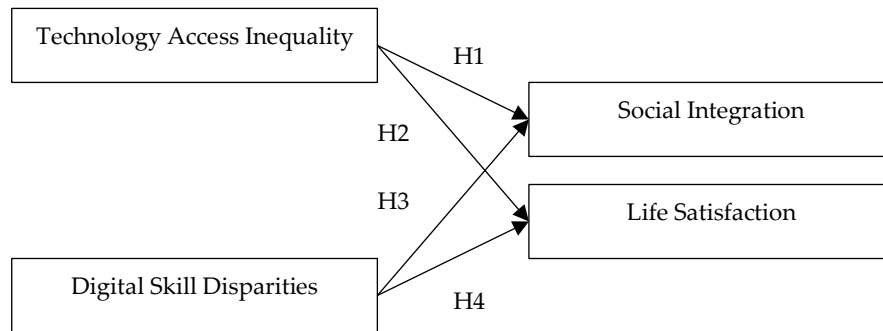 Technology Access Inequality
H1
Social Integration
H2
H3
Life Satisfaction
Digital Skill Disparities
H4